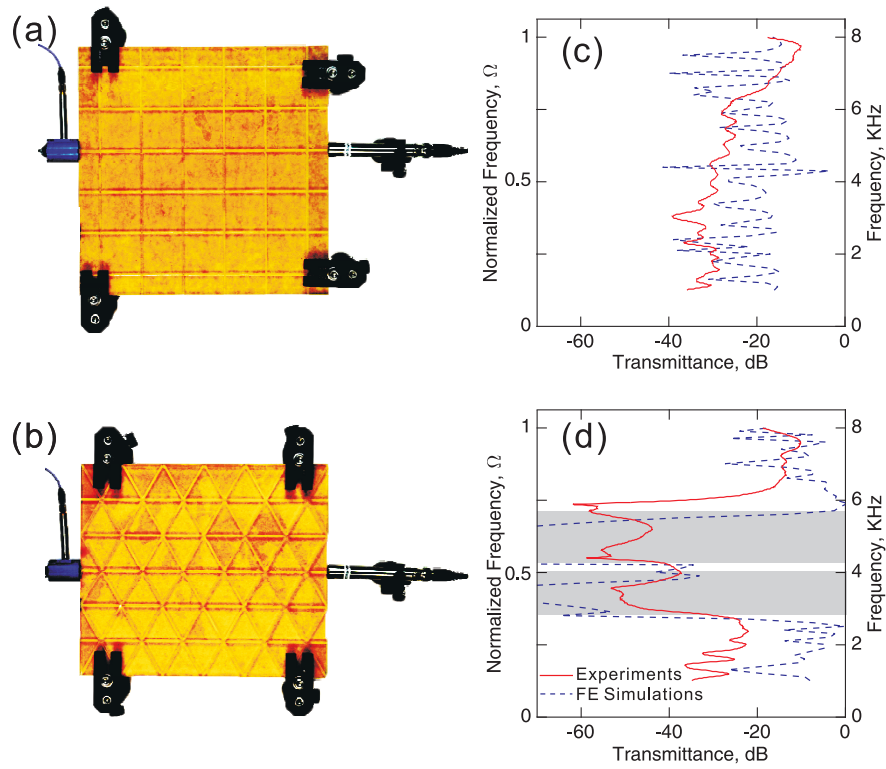 (a)
(c)
1
0.5
1
Normalized Frequency, Ω
8
6
4
2
0
Frequency, KHz
-60
-40
-20
0
Transmittance, dB
(b)
(d)
1
0.5
1
Normalized Frequency, Ω
8
6
4
2
0
Frequency, KHz
Experiments
FE Simulations
-60
-40
-20
0
Transmittance, dB